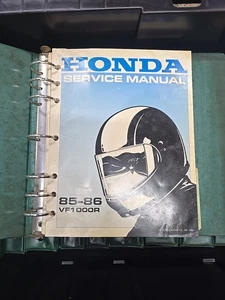 HONDA
SERVICE MANUAL
85-86
VF1000R